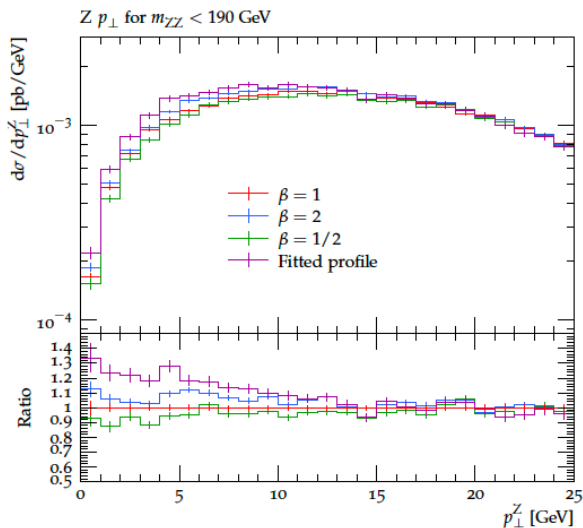 Z p⊥ for m_ZZ < 190 GeV
dσ/dp⊥^Z [pb/GeV]
10⁻³
β = 1
β = 2
β = 1/2
Fitted profile
10⁻⁴
Ratio
1.4
1.3
1.2
1.1
1
0.9
0.8
0.7
0.6
0.5
0 5 10 15 20 25
p⊥^Z [GeV]